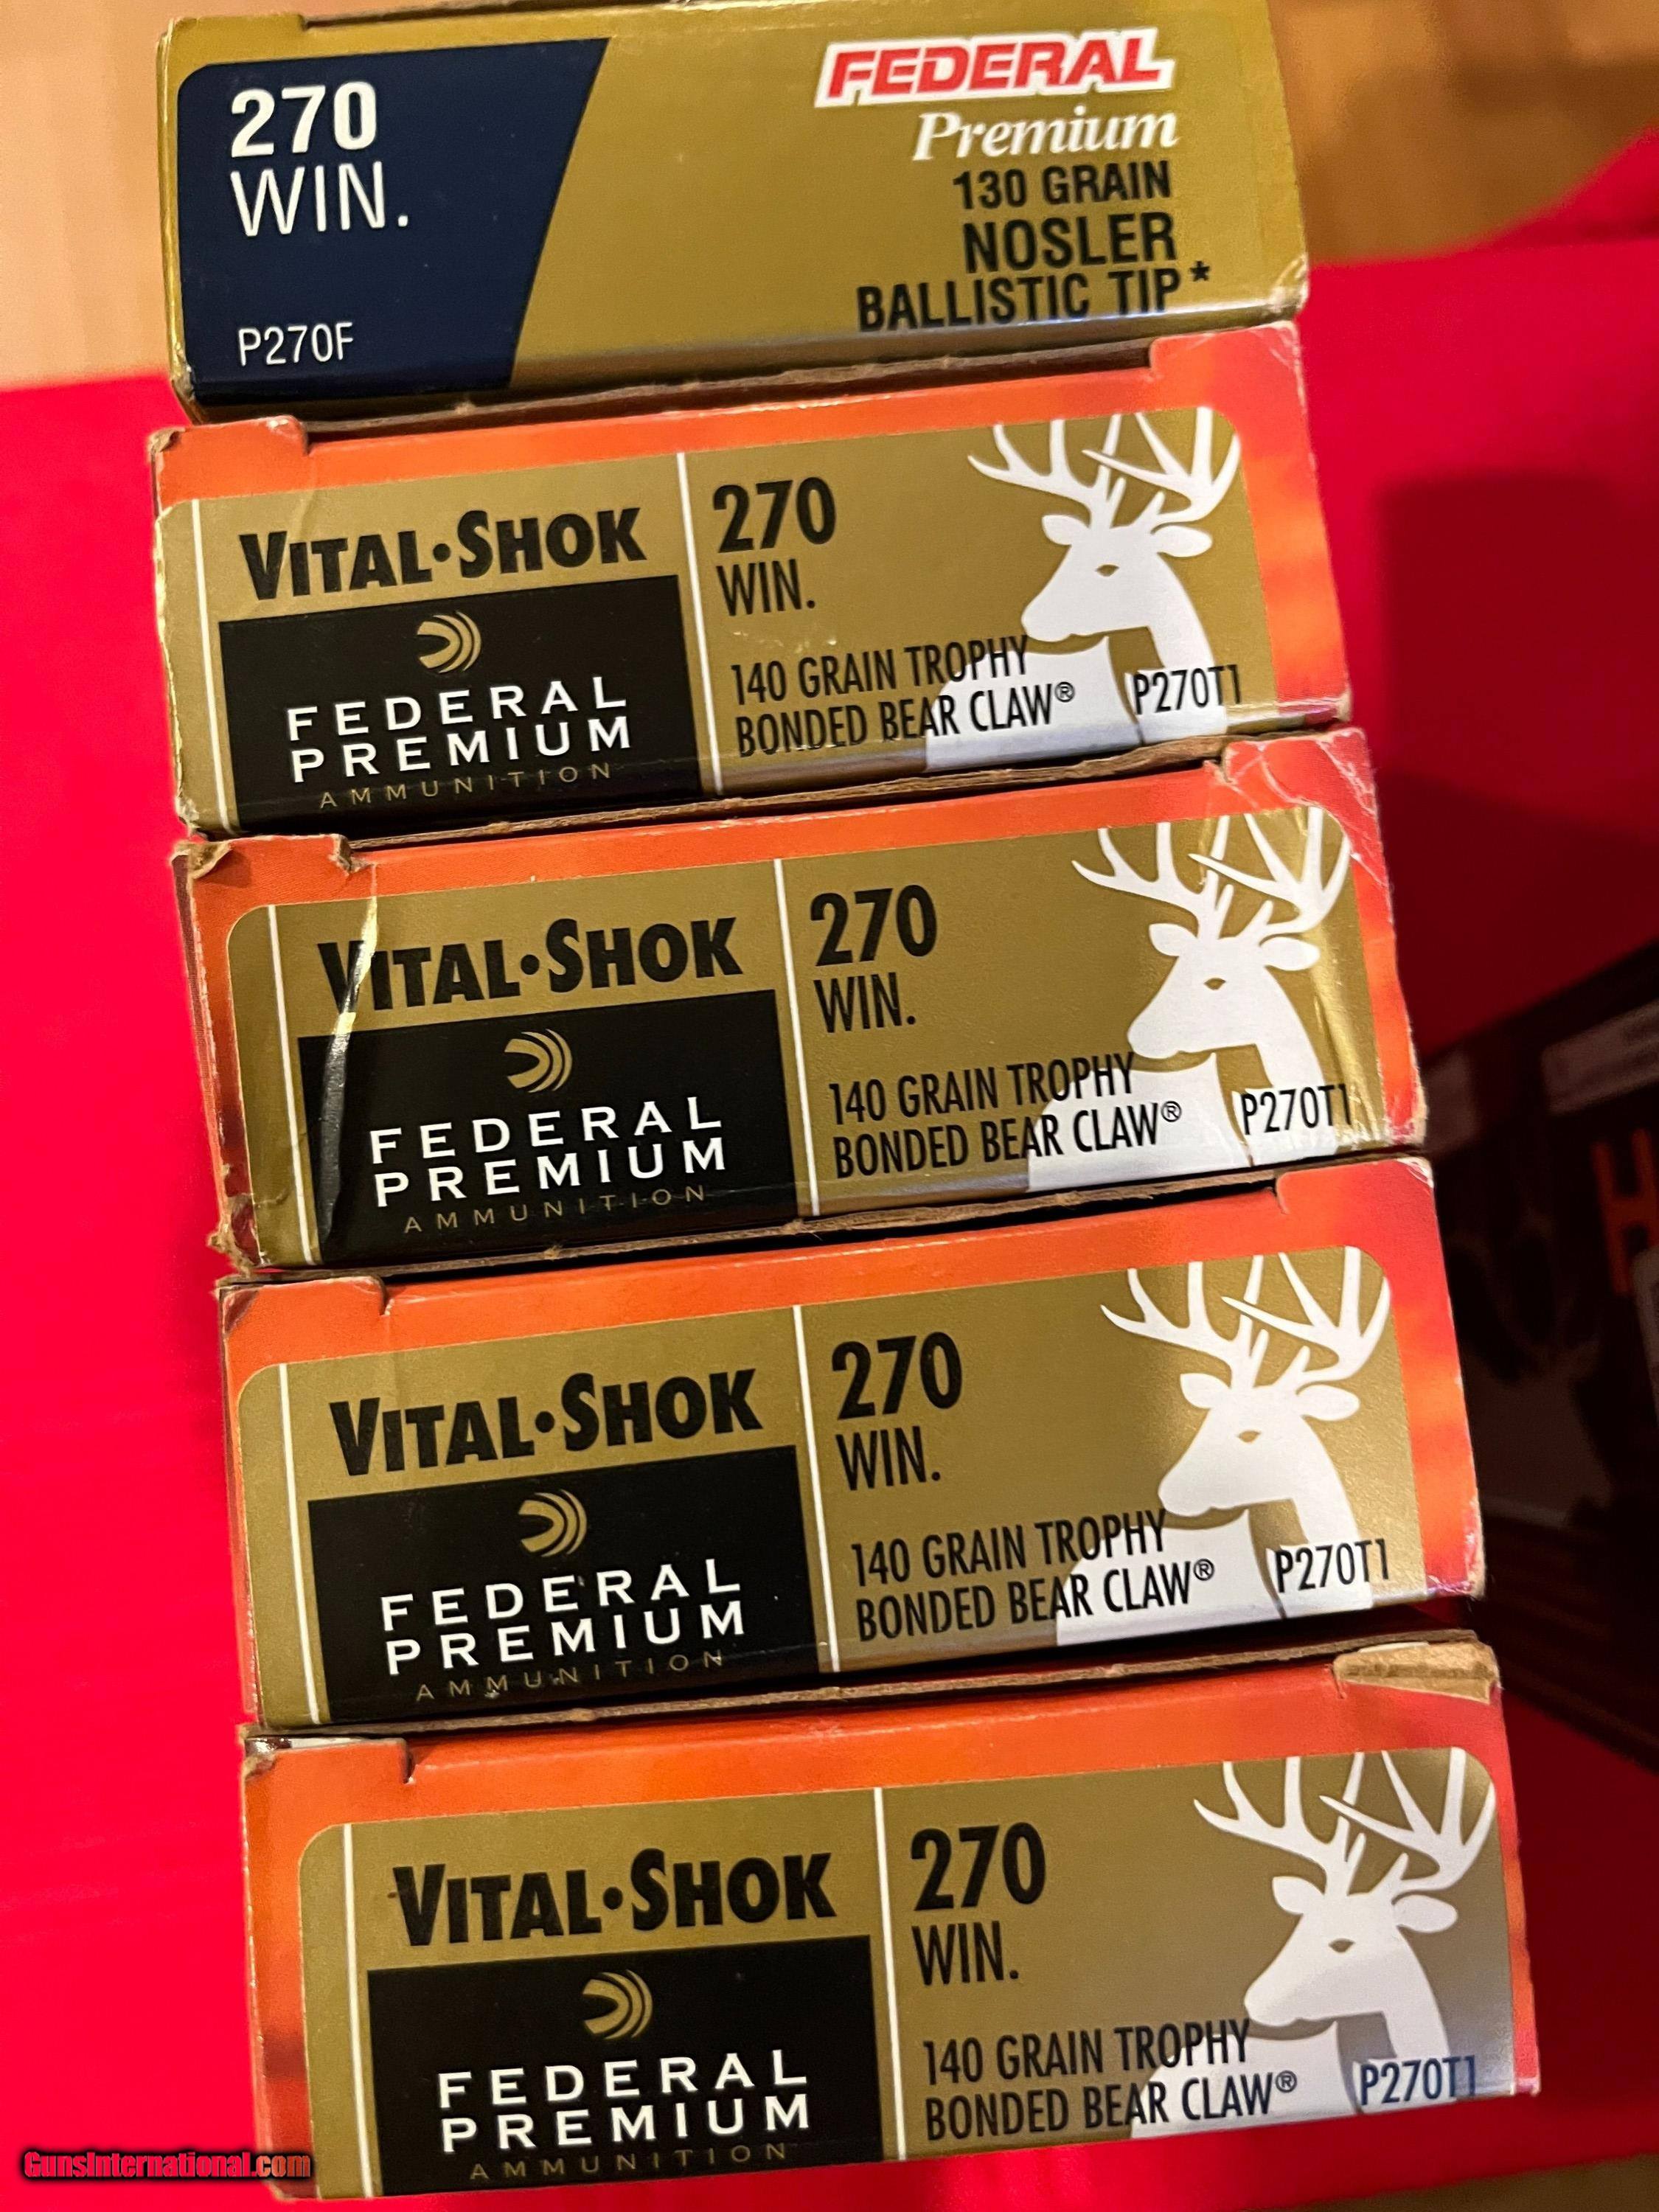 270
WIN.
P270F
FEDERAL
Premium
130 GRAIN
NOSLER
BALLISTIC TIP*
VITAL•SHOK
FEDERAL
PREMIUM
AMMUNITION
270
WIN.
140 GRAIN TROPHY
BONDED BEAR CLAW®
P270T1
VITAL•SHOK
FEDERAL
PREMIUM
AMMUNITION
270
WIN.
140 GRAIN TROPHY
BONDED BEAR CLAW®
P270T1
VITAL•SHOK
FEDERAL
PREMIUM
AMMUNITION
270
WIN.
140 GRAIN TROPHY
BONDED BEAR CLAW®
P270T1
VITAL•SHOK
FEDERAL
PREMIUM
AMMUNITION
270
WIN.
140 GRAIN TROPHY
BONDED BEAR CLAW®
P270T1
GunsInternational.com